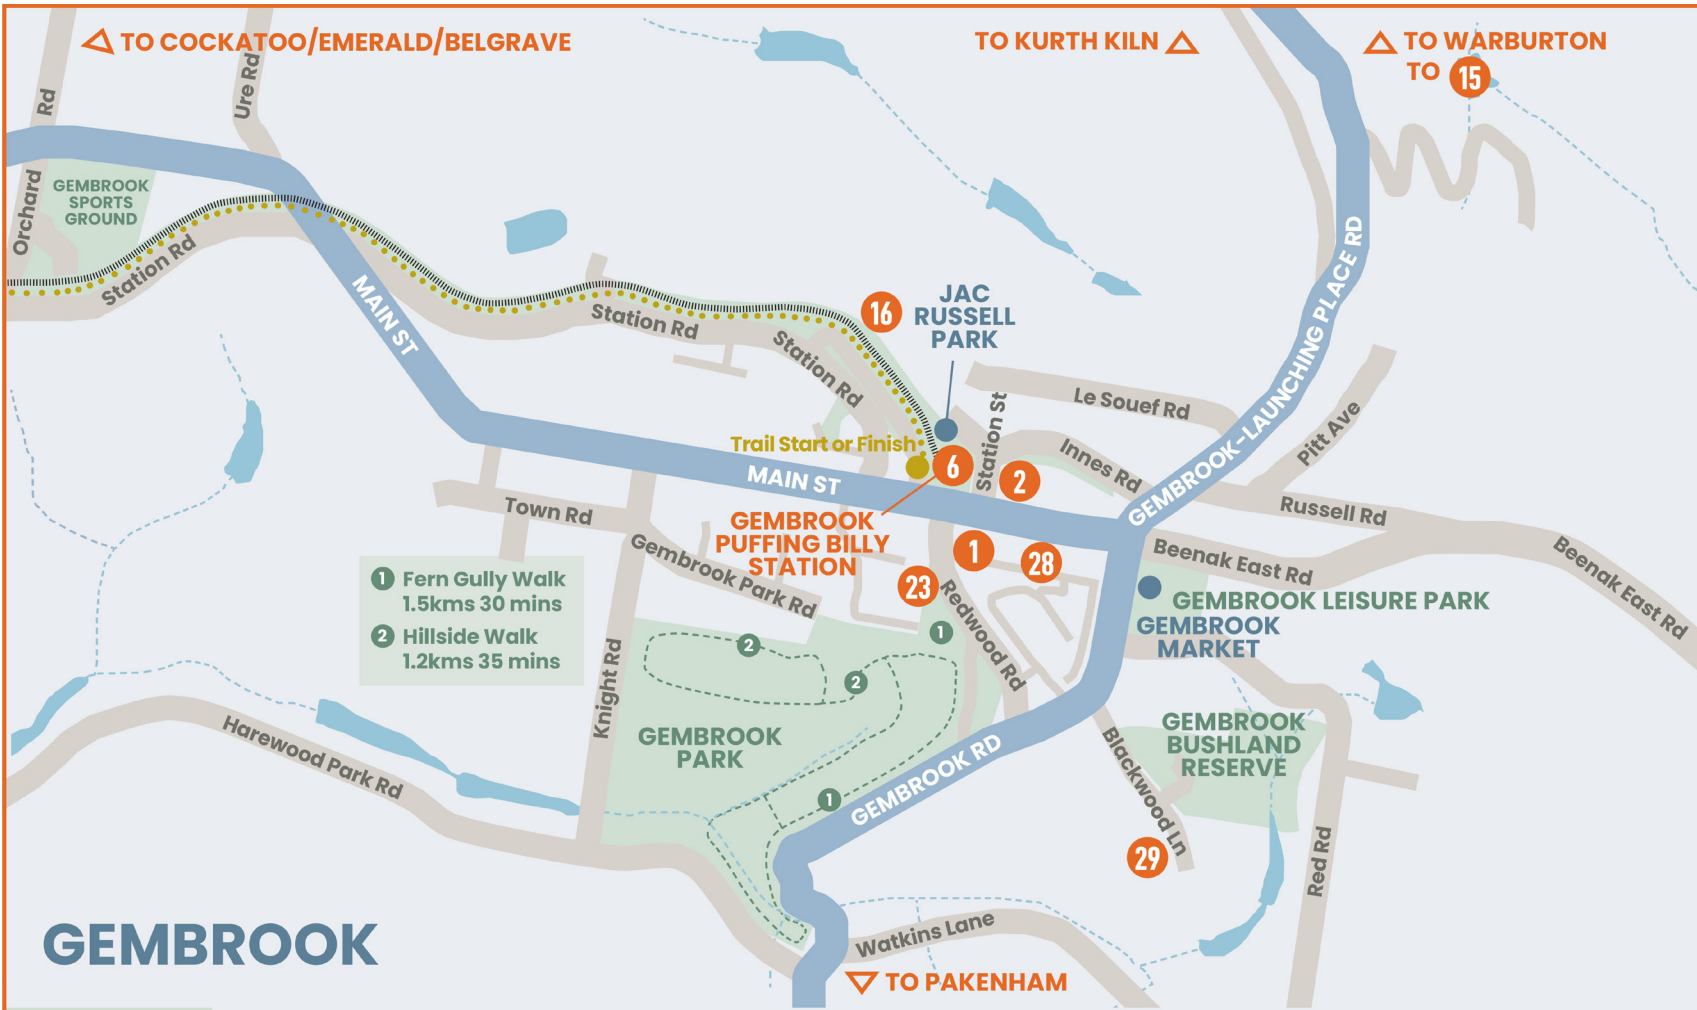 TO COCKATOO/EMERALD/BELGRAVE
TO KURTH KILN
TO WARBURTON
TO 15
Rd
Ure Rd
Orchard
GEMBROOK
SPORTS
GROUND
Station Rd
MAIN ST
Station Rd
Station Rd
16
JAC
RUSSELL
PARK
Le Souef Rd
GEMBROOK-LAUNCHING PLACE RD
Pitt Ave
Station St
Innes Rd
Trail Start or Finish
6
2
MAIN ST
Russell Rd
Town Rd
GEMBROOK
PUFFING BILLY
STATION
Gembrook Park Rd
1
28
23
Beenak East Rd
Beenak East Rd
1 Fern Gully Walk
1.5kms 30 mins
2 Hillside Walk
1.2kms 35 mins
Redwood Rd
GEMBROOK LEISURE PARK
GEMBROOK
MARKET
1
2
2
Knight Rd
GEMBROOK
PARK
Harewood Park Rd
1
GEMBROOK RD
GEMBROOK
BUSHLAND
RESERVE
Blackwood Ln
29
Red Rd
GEMBROOK
Watkins Lane
TO PAKENHAM